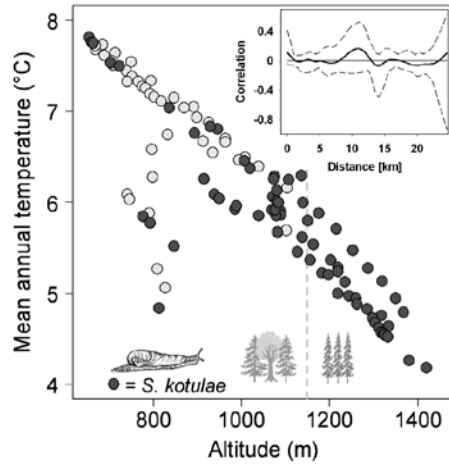 8
7
6
5
4
Mean annual temperature (°C)
0.4
0
-0.4
-0.8
Correlation
0 5 10 15 20
Distance [km]
= S. kotulae
800 1000 1200 1400
Altitude (m)